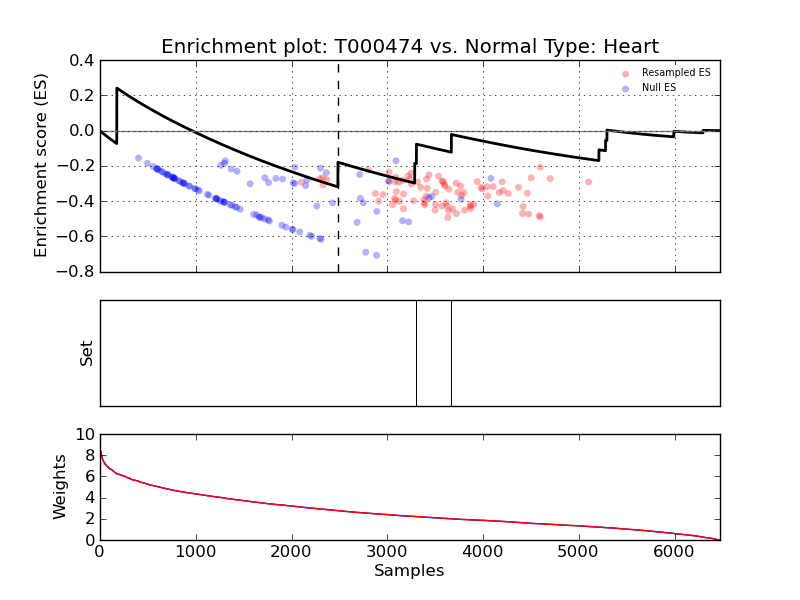 Enrichment plot: T000474 vs. Normal Type: Heart
0.4
0.2
0.0
−0.2
−0.4
−0.6
−0.8
Enrichment score (ES)
Resampled ES
Null ES
Set
10
8
6
4
2
0
Weights
0 1000 2000 3000 4000 5000 6000
Samples